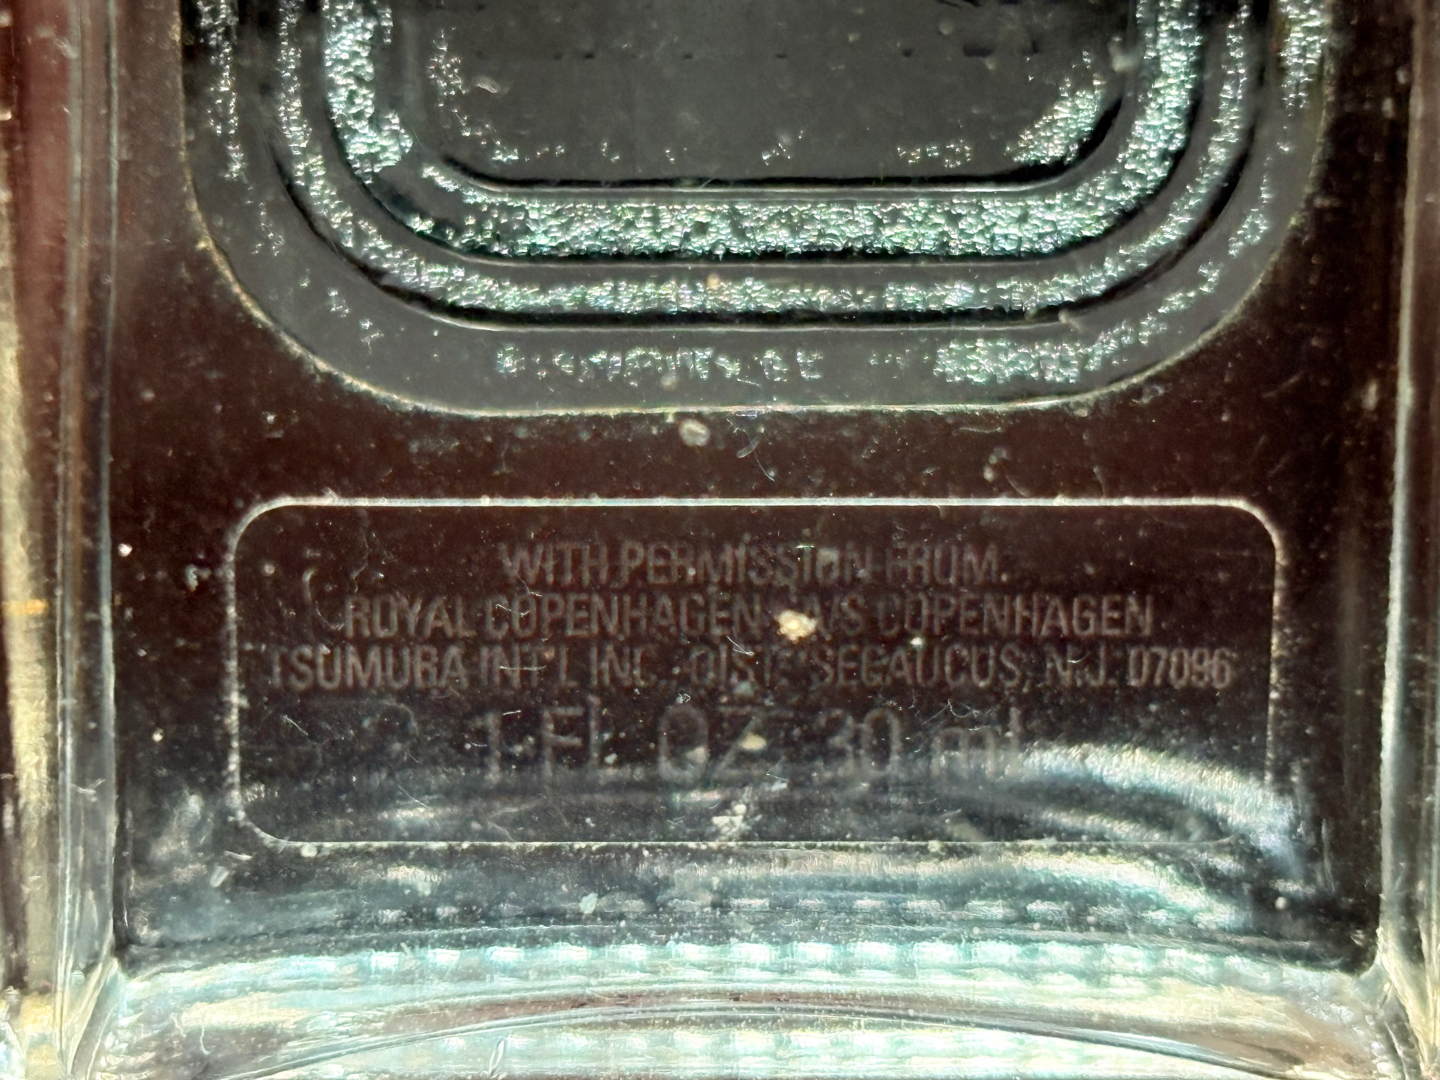 WITH PERMISSION FROM
ROYAL COPENHAGEN A/S COPENHAGEN
TSUMURA INT'L INC. DIST. SECAUCUS, N.J. 07096
1 FL OZ 30 ml